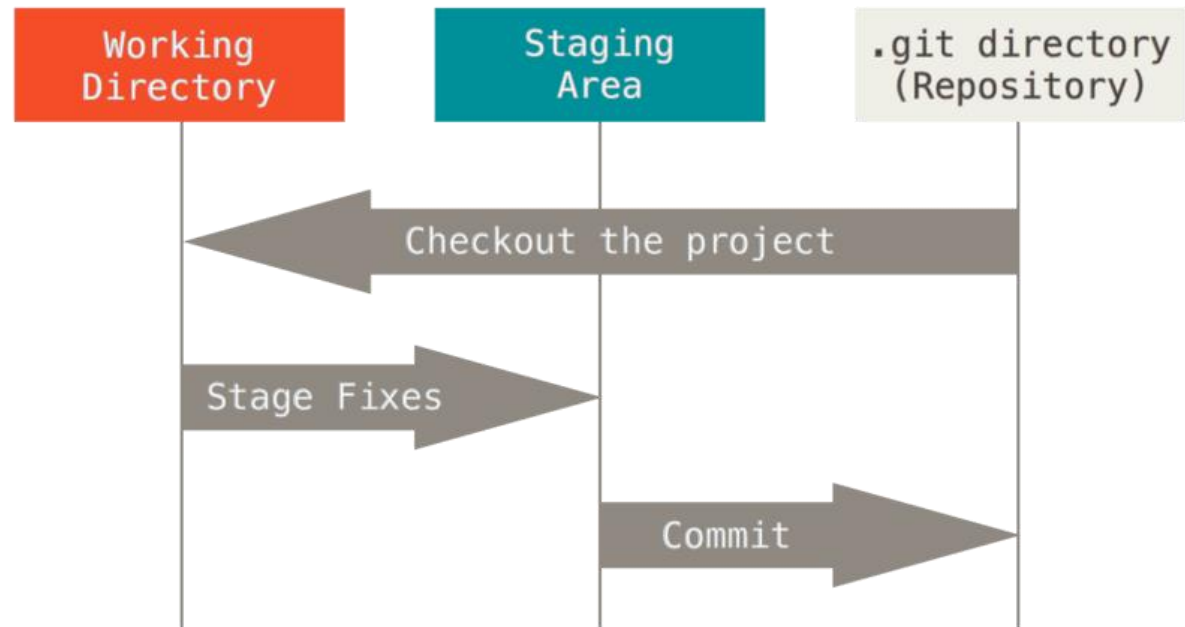 Working
Directory
Staging
Area
.git directory
(Repository)
Checkout the project
Stage Fixes
Commit